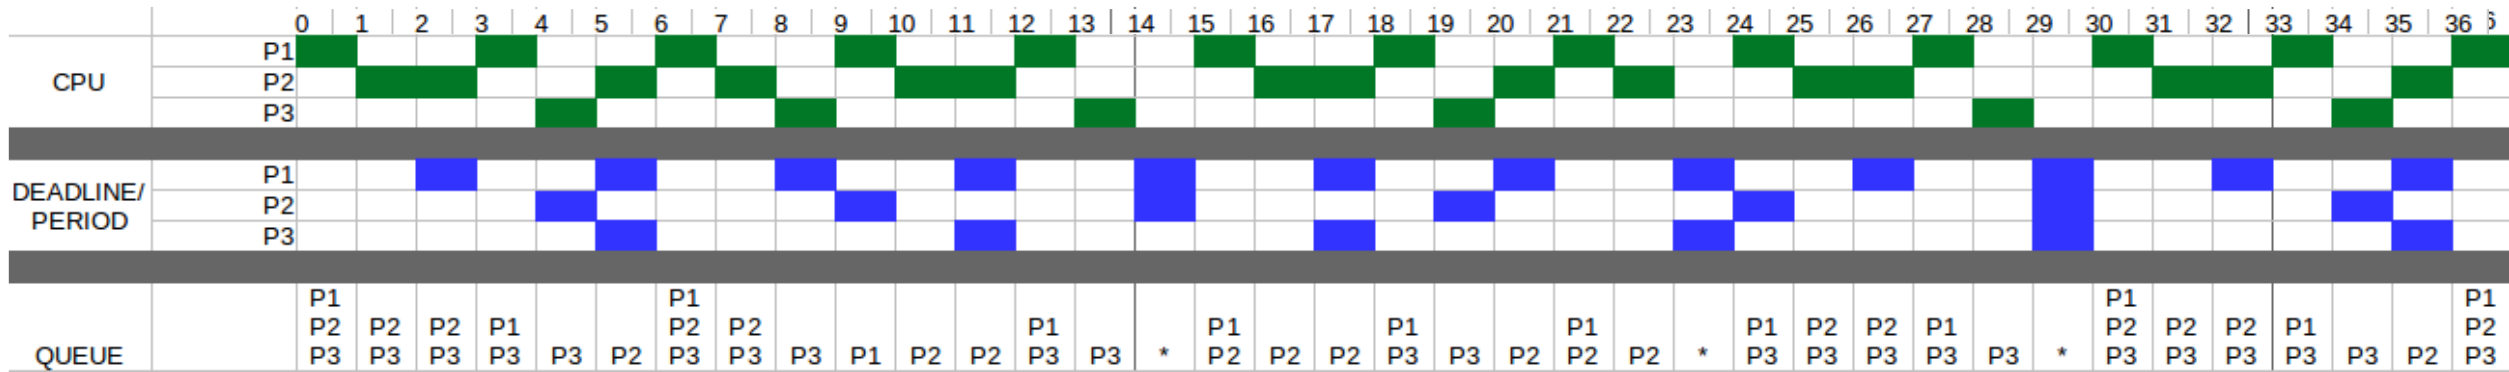 0 1 2 3 4 5 6 7 8 9 10 11 12 13 14 15 16 17 18 19 20 21 22 23 24 25 26 27 28 29 30 31 32 33 34 35 36
P1
CPU P2
P3
P1
DEADLINE/
PERIOD
P2
P3
P1 P1 P1 P1
P2 P2 P2 P1 P2 P2 P1 P1 P1 P1 P1 P2 P2 P1 P2 P2 P2 P1 P2
QUEUE P3 P3 P3 P3 P3 P2 P3 P3 P3 P1 P2 P2 P3 P3 * P2 P2 P2 P3 P3 P2 P2 P2 * P3 P3 P3 P3 P3 * P3 P3 P3 P3 P3 P2 P3